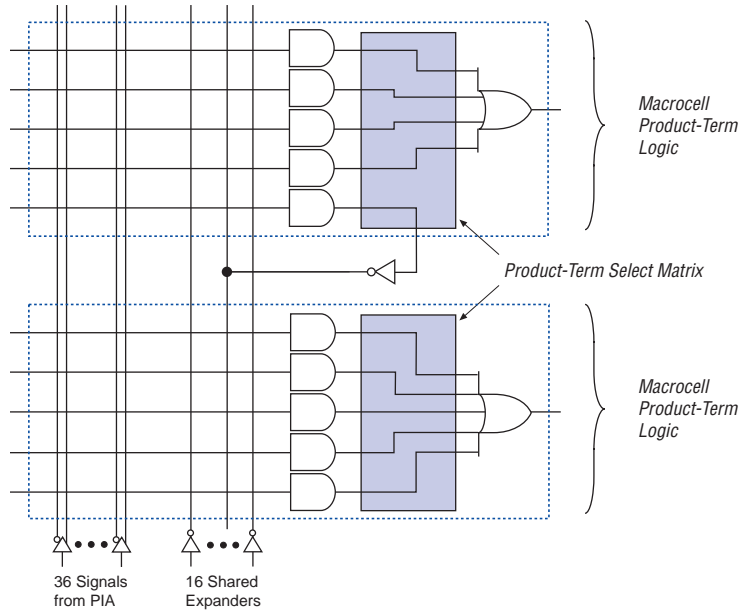 Macrocell
Product-Term
Logic
Product-Term Select Matrix
Macrocell
Product-Term
Logic
36 Signals
from PIA
16 Shared
Expanders